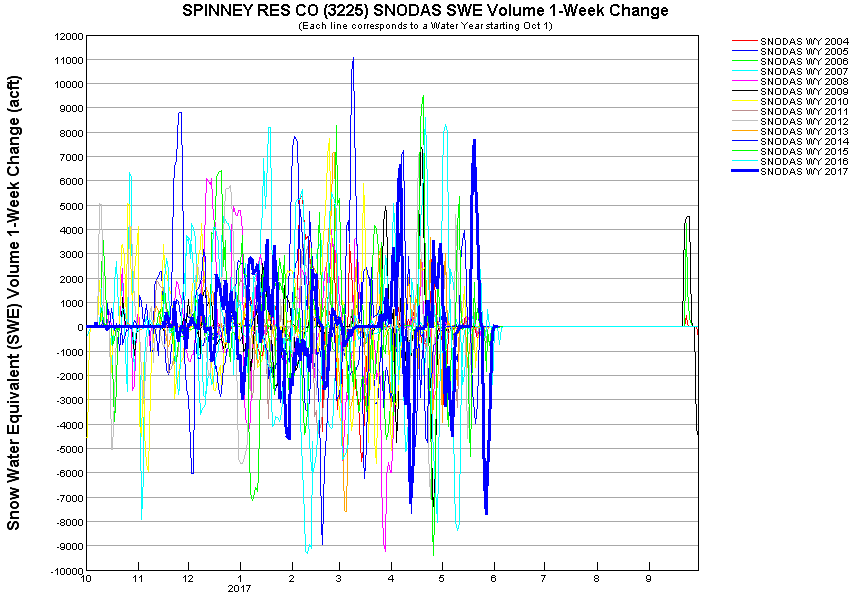 SPINNEY RES CO (3225) SNODAS SWE Volume 1-Week Change
(Each line corresponds to a Water Year starting Oct 1)
Snow Water Equivalent (SWE) Volume 1-Week Change (acft)
12000
11000
10000
9000
8000
7000
6000
5000
4000
3000
2000
1000
0
-1000
-2000
-3000
-4000
-5000
-6000
-7000
-8000
-9000
-10000
10 11 12 1 2 3 4 5 6 7 8 9
2017
SNODAS WY 2004
SNODAS WY 2005
SNODAS WY 2006
SNODAS WY 2007
SNODAS WY 2008
SNODAS WY 2009
SNODAS WY 2010
SNODAS WY 2011
SNODAS WY 2012
SNODAS WY 2013
SNODAS WY 2014
SNODAS WY 2015
SNODAS WY 2016
SNODAS WY 2017